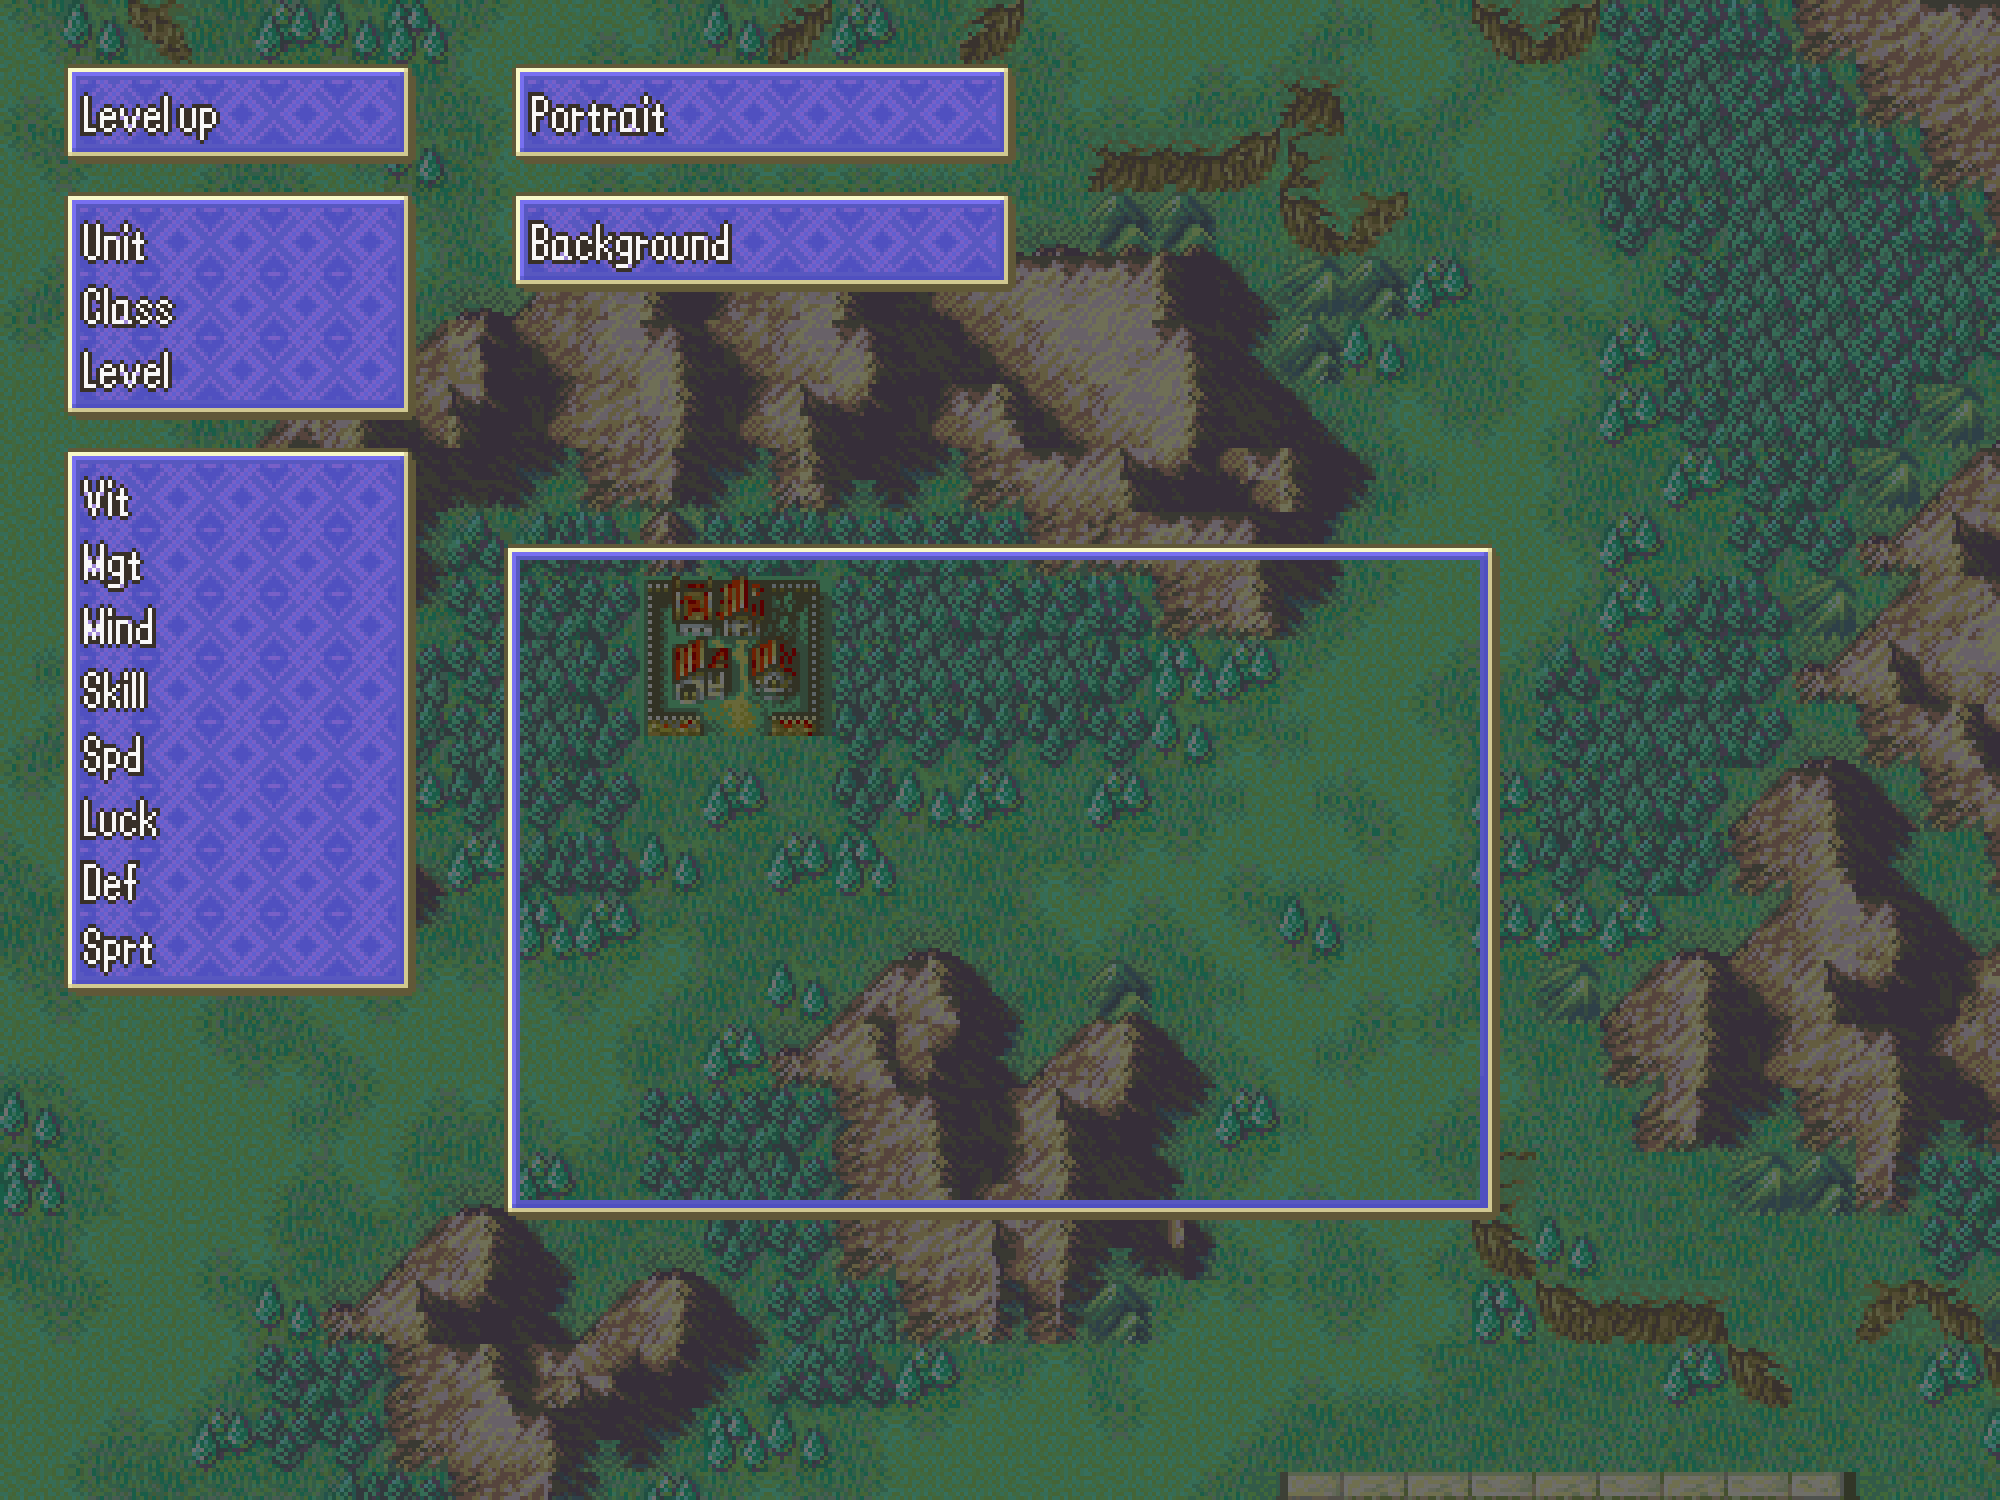 Level up
Portrait
Background
Unit
Class
Level
Vit
Mgt
Mind
Skill
Spd
Luck
Def
Sprt